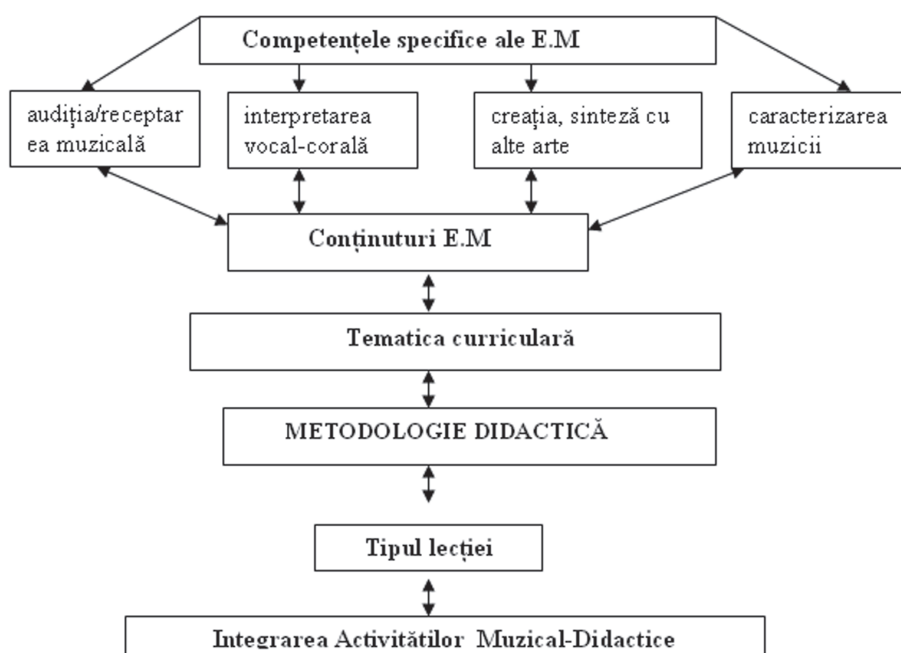 Competențele specifice ale E.M
audiția/receptar
ea muzicală
interpretarea
vocal-corală
creația, sinteză cu
alte arte
caracterizarea
muzicii
Conținuturi E.M
Tematica curriculară
METODOLOGIE DIDACTICĂ
Tipul lecției
Integrarea Activităților Muzical-Didactice